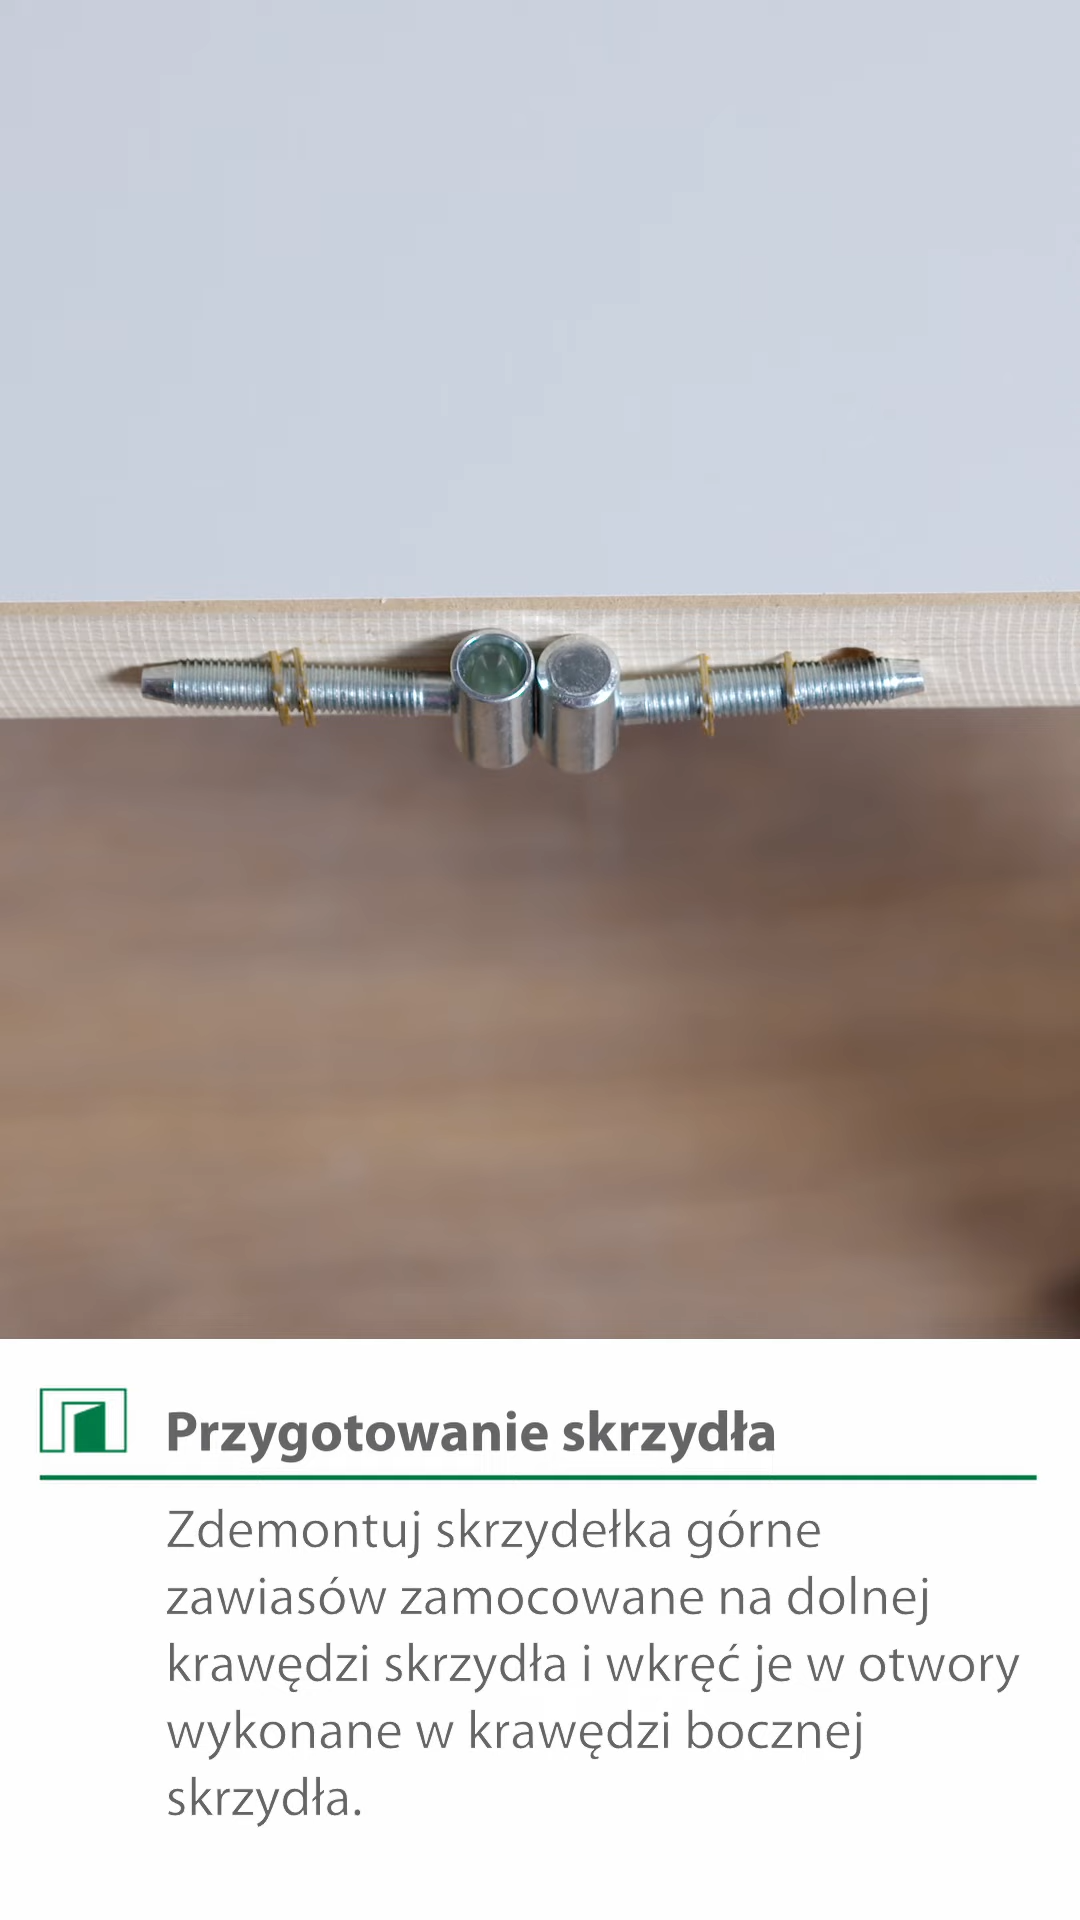 Przygotowanie skrzydła
Zdemontuj skrzydełka górne
zawiasów zamocowane na dolnej
krawędzi skrzydła i wkręć je w otwory
wykonane w krawędzi bocznej
skrzydła.